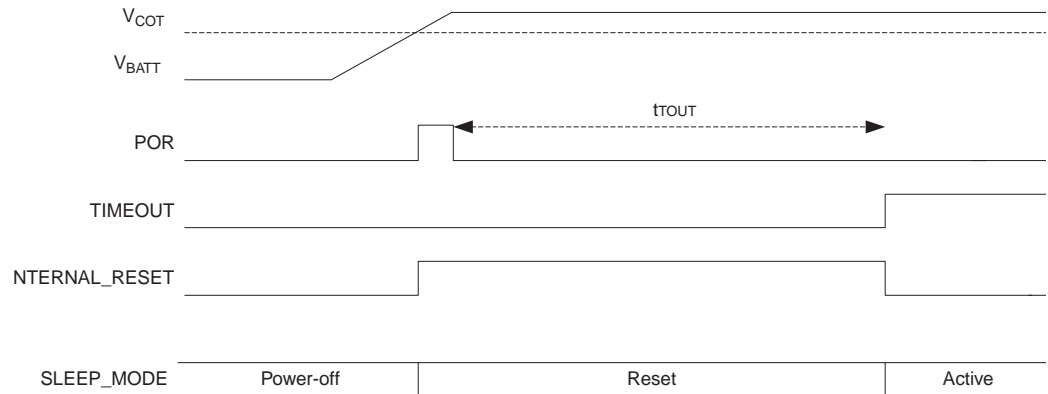 VCOT
VBATT
tTOUT
POR
TIMEOUT
NTERNAL_RESET
SLEEP_MODE Power-off Reset Active